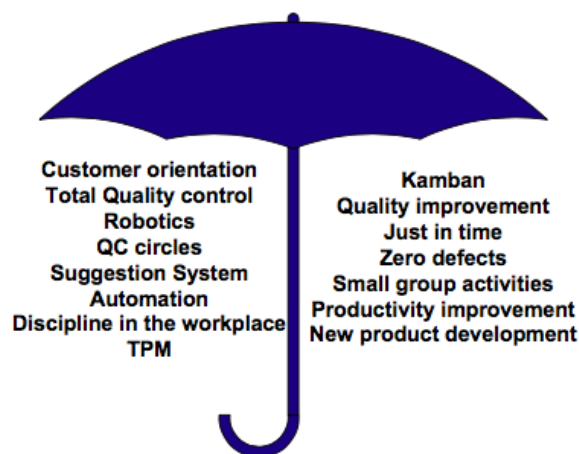 Customer orientation
Total Quality control
Robotics
QC circles
Suggestion System
Automation
Discipline in the workplace
TPM
Kamban
Quality improvement
Just in time
Zero defects
Small group activities
Productivity improvement
New product development